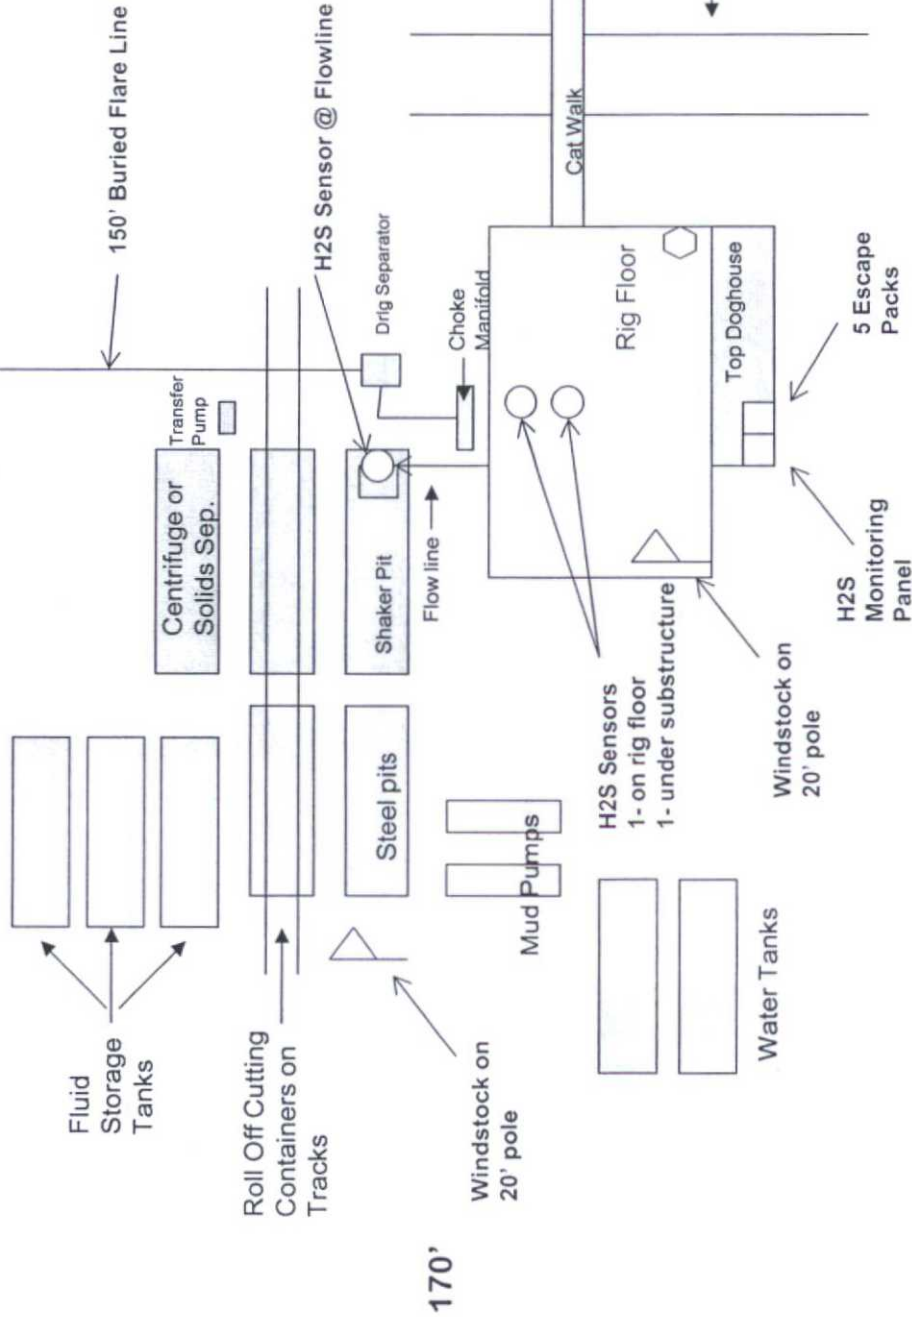 150' Buried Flare Line
H2S Sensor @ Flowline
Drlg Separator
Choke
Manifold
Cat Walk
Transfer
Pump
Centrifuge or
Solids Sep.
Shaker Pit
Flow line
Rig Floor
Top Doghouse
5 Escape
Packs
H2S
Monitoring
Panel
Steel pits
Mud Pumps
H2S Sensors
1- on rig floor
1- under substructure
Windstock on
20' pole
Fluid
Storage
Tanks
Roll Off Cutting
Containers on
Tracks
Windstock on
20' pole
Water Tanks
170'